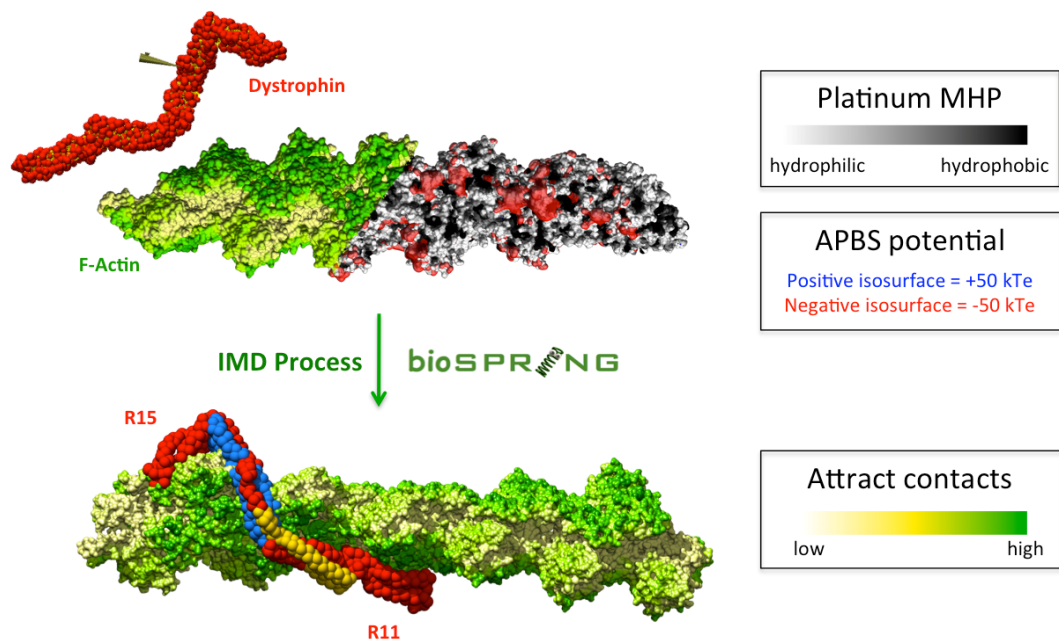 Dystrophin
F-Actin
Platinum MHP
hydrophilic hydrophobic
APBS potential
Positive isosurface = +50 kTe
Negative isosurface = -50 kTe
IMD Process
bioSPRING
R15
R11
Attract contacts
low high